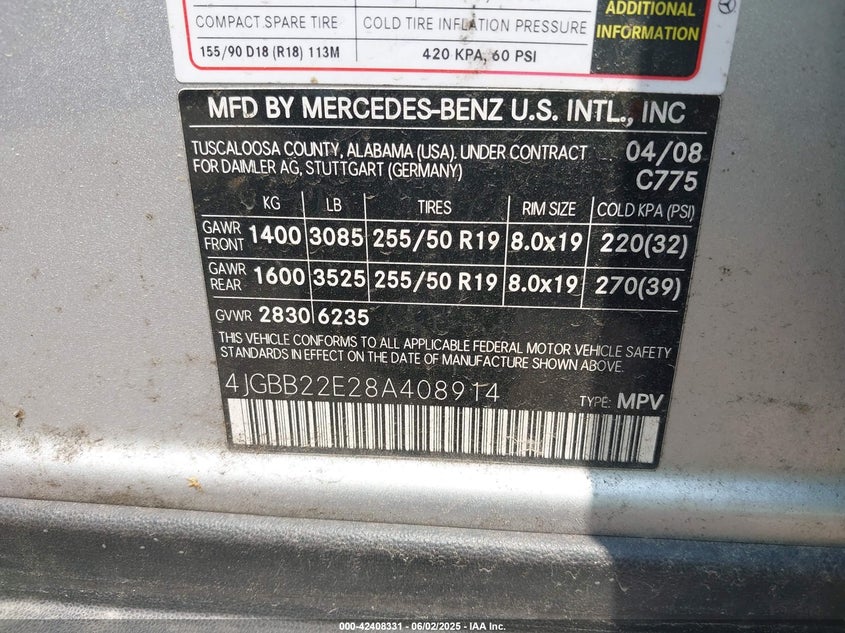 ADDITIONAL
COMPACT SPARE TIRE COLD TIRE INFLATION PRESSURE
INFORMATION
155/90 D18 (R18) 113M 420 KPA, 60 PSI
MFD BY MERCEDES-BENZ U.S. INTL., INC
TUSCALOOSA COUNTY, ALABAMA (USA). UNDER CONTRACT 04/08
FOR DAIMLER AG, STUTTGART (GERMANY) C775
KG LB TIRES RIM SIZE COLD KPA (PSI)
GAWR FRONT 1400 3085 255/50 R19 8.0x19 220(32)
GAWR REAR 1600 3525 255/50 R19 8.0x19 270(39)
GVWR 2830 6235
THIS VEHICLE CONFORMS TO ALL APPLICABLE FEDERAL MOTOR VEHICLE SAFETY
STANDARDS IN EFFECT ON THE DATE OF MANUFACTURE SHOWN ABOVE.
4JGBB22E28A408914 TYPE: MPV
000-42408331 - 06/02/2025 - IAA Inc.